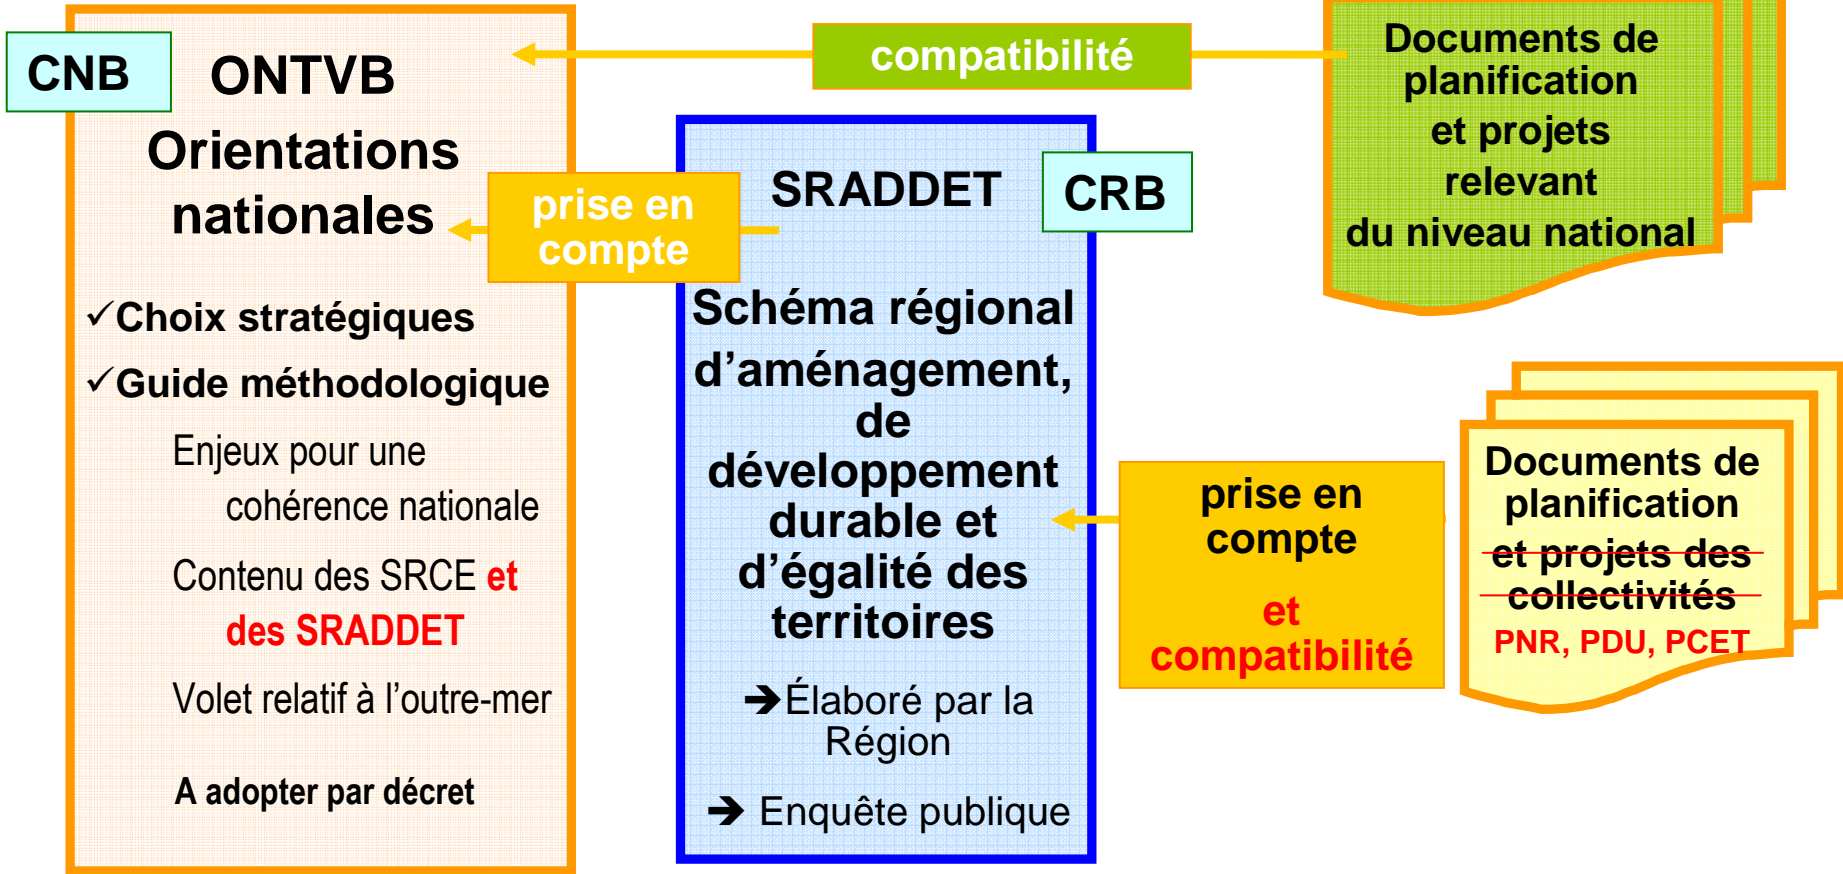 CNB
ONTVB
Orientations
nationales
✓Choix stratégiques
✓Guide méthodologique
Enjeux pour une
cohérence nationale
Contenu des SRCE et
des SRADDET
Volet relatif à l’outre-mer
A adopter par décret
compatibilité
prise en
compte
SRADDET
CRB
Schéma régional
d’aménagement,
de
développement
durable et
d’égalité des
territoires
➔Élaboré par la
Région
➔ Enquête publique
Documents de
planification
et projets
relevant
du niveau national
prise en
compte
et
compatibilité
Documents de
planification
et projets des
collectivités
PNR, PDU, PCET